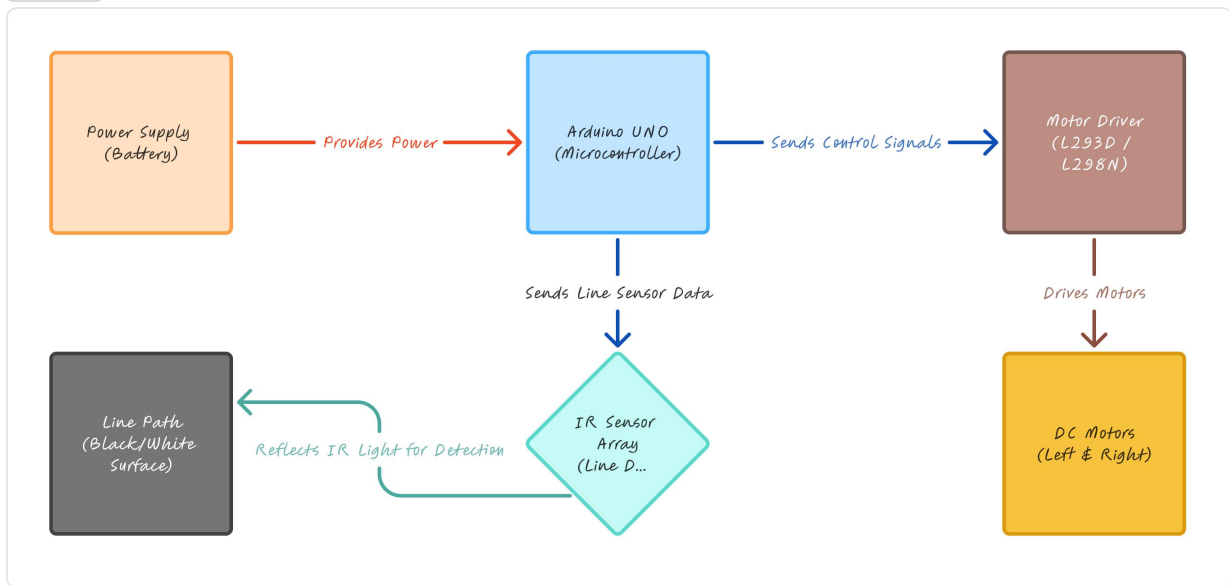 Power Supply
(Battery)
Provides Power
Arduino UNO
(Microcontroller)
Sends Control Signals
Motor Driver
(L293D /
L298N)
Sends Line Sensor Data
Drives Motors
Line Path
(Black/White
Surface)
Reflects IR Light for Detection
IR Sensor
Array
(Line D...
DC Motors
(Left & Right)